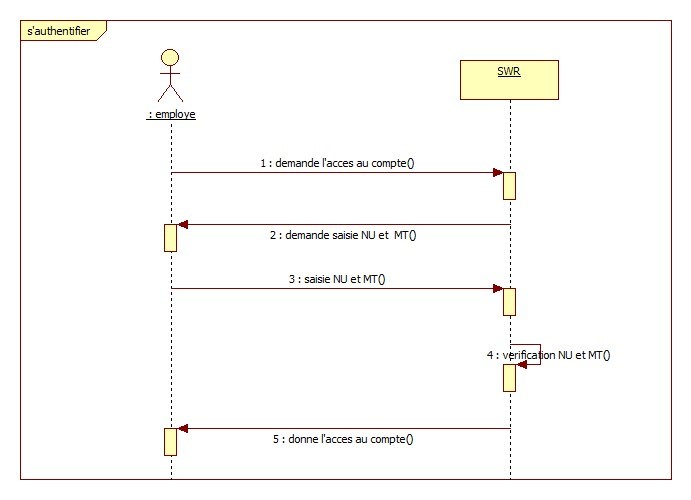 s'authentifier
SWR
: employe
1 : demande l'acces au compte()
2 : demande saisie NU et  MT()
3 : saisie NU et MT()
4 : verification NU et MT()
5 : donne l'acces au compte()